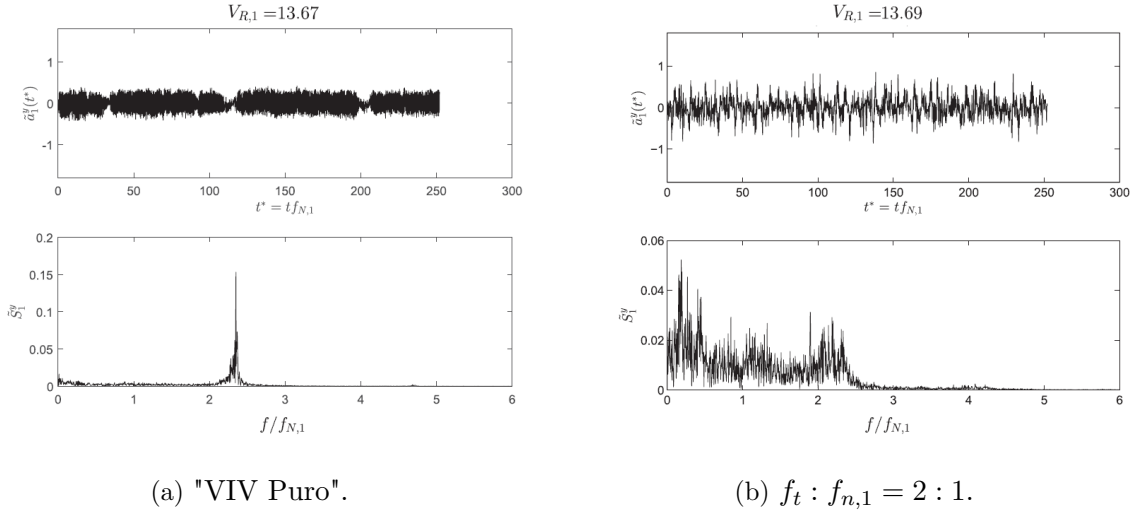 V_{R,1} =13.67
1
0
-1
ã_1^y(t*)
0 50 100 150 200 250 300
t* = tf_{N,1}
0.2
0.15
0.1
0.05
0
S̃_1^y
0 1 2 3 4 5 6
f/f_{N,1}
(a) "VIV Puro".
V_{R,1} =13.69
1
0
−1
ã_1^y(t*)
0 50 100 150 200 250 300
t* = tf_{N,1}
0.06
0.04
0.02
0
S̃_1^y
0 1 2 3 4 5 6
f/f_{N,1}
(b) f_t : f_{n,1} = 2 : 1.